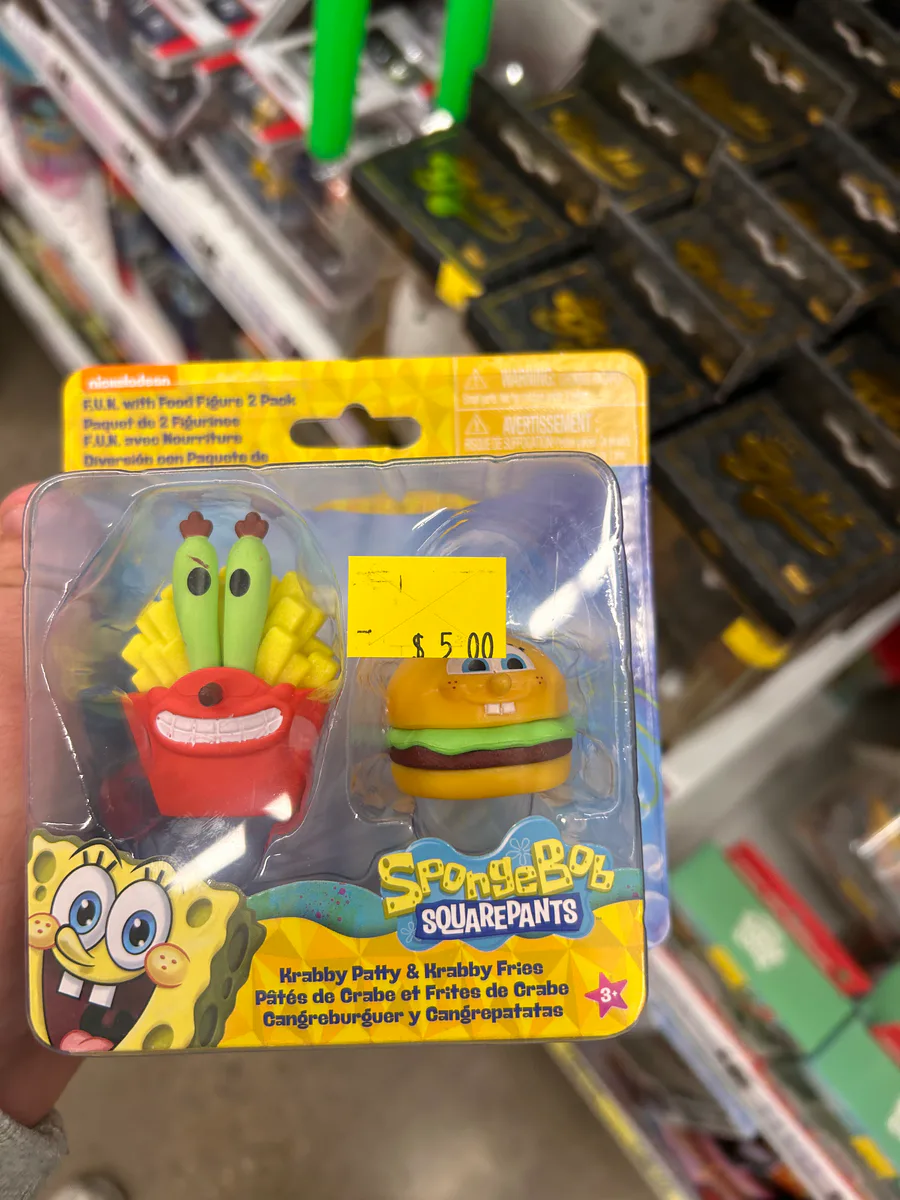 nickelodeon
F.U.N. with Food Figure 2 Pack
Paquet de 2 Figurines
F.U.N. avec Nourriture
Diversión con Paquete de
WARNING:
AVERTISSEMENT :
$ 5.00
SpongeBob
SQUAREPANTS
Krabby Patty & Krabby Fries
Pâtés de Crabe et Frites de Crabe
Cangreburguer y Cangrepatatas
3+